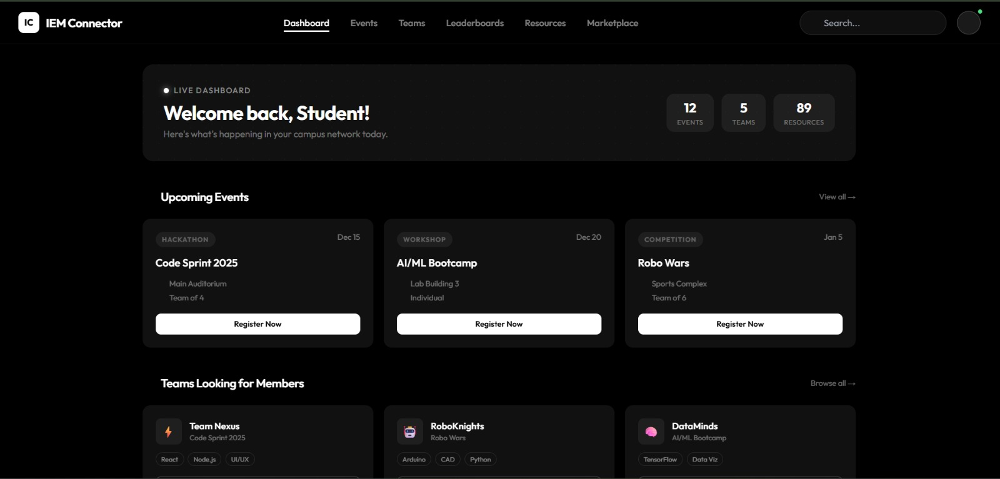 IC IEM Connector Dashboard Events Teams Leaderboards Resources Marketplace Search...
LIVE DASHBOARD
Welcome back, Student!
Here's what's happening in your campus network today.
12 5 89
EVENTS TEAMS RESOURCES
Upcoming Events View all →
HACKATHON Dec 15
Code Sprint 2025
Main Auditorium
Team of 4
Register Now
WORKSHOP Dec 20
AI/ML Bootcamp
Lab Building 3
Individual
Register Now
COMPETITION Jan 5
Robo Wars
Sports Complex
Team of 6
Register Now
Teams Looking for Members Browse all →
Team Nexus
Code Sprint 2025
React Node.js UI/UX
RoboKnights
Robo Wars
Arduino CAD Python
DataMinds
AI/ML Bootcamp
TensorFlow Data Viz